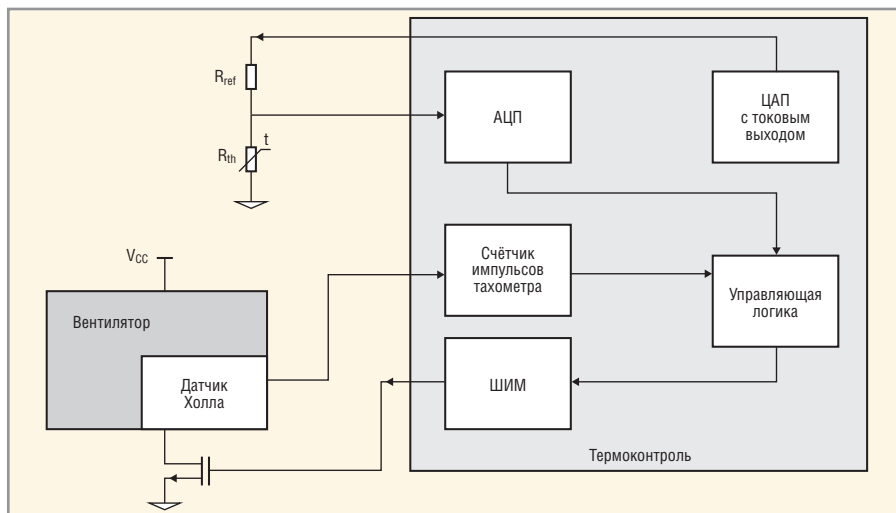 R_ref
t
R_th
АЦП
ЦАП
с токовым
выходом
V_CC
Вентилятор
Датчик
Холла
Счётчик
импульсов
тахометра
Управляющая
логика
ШИМ
Термоконтроль